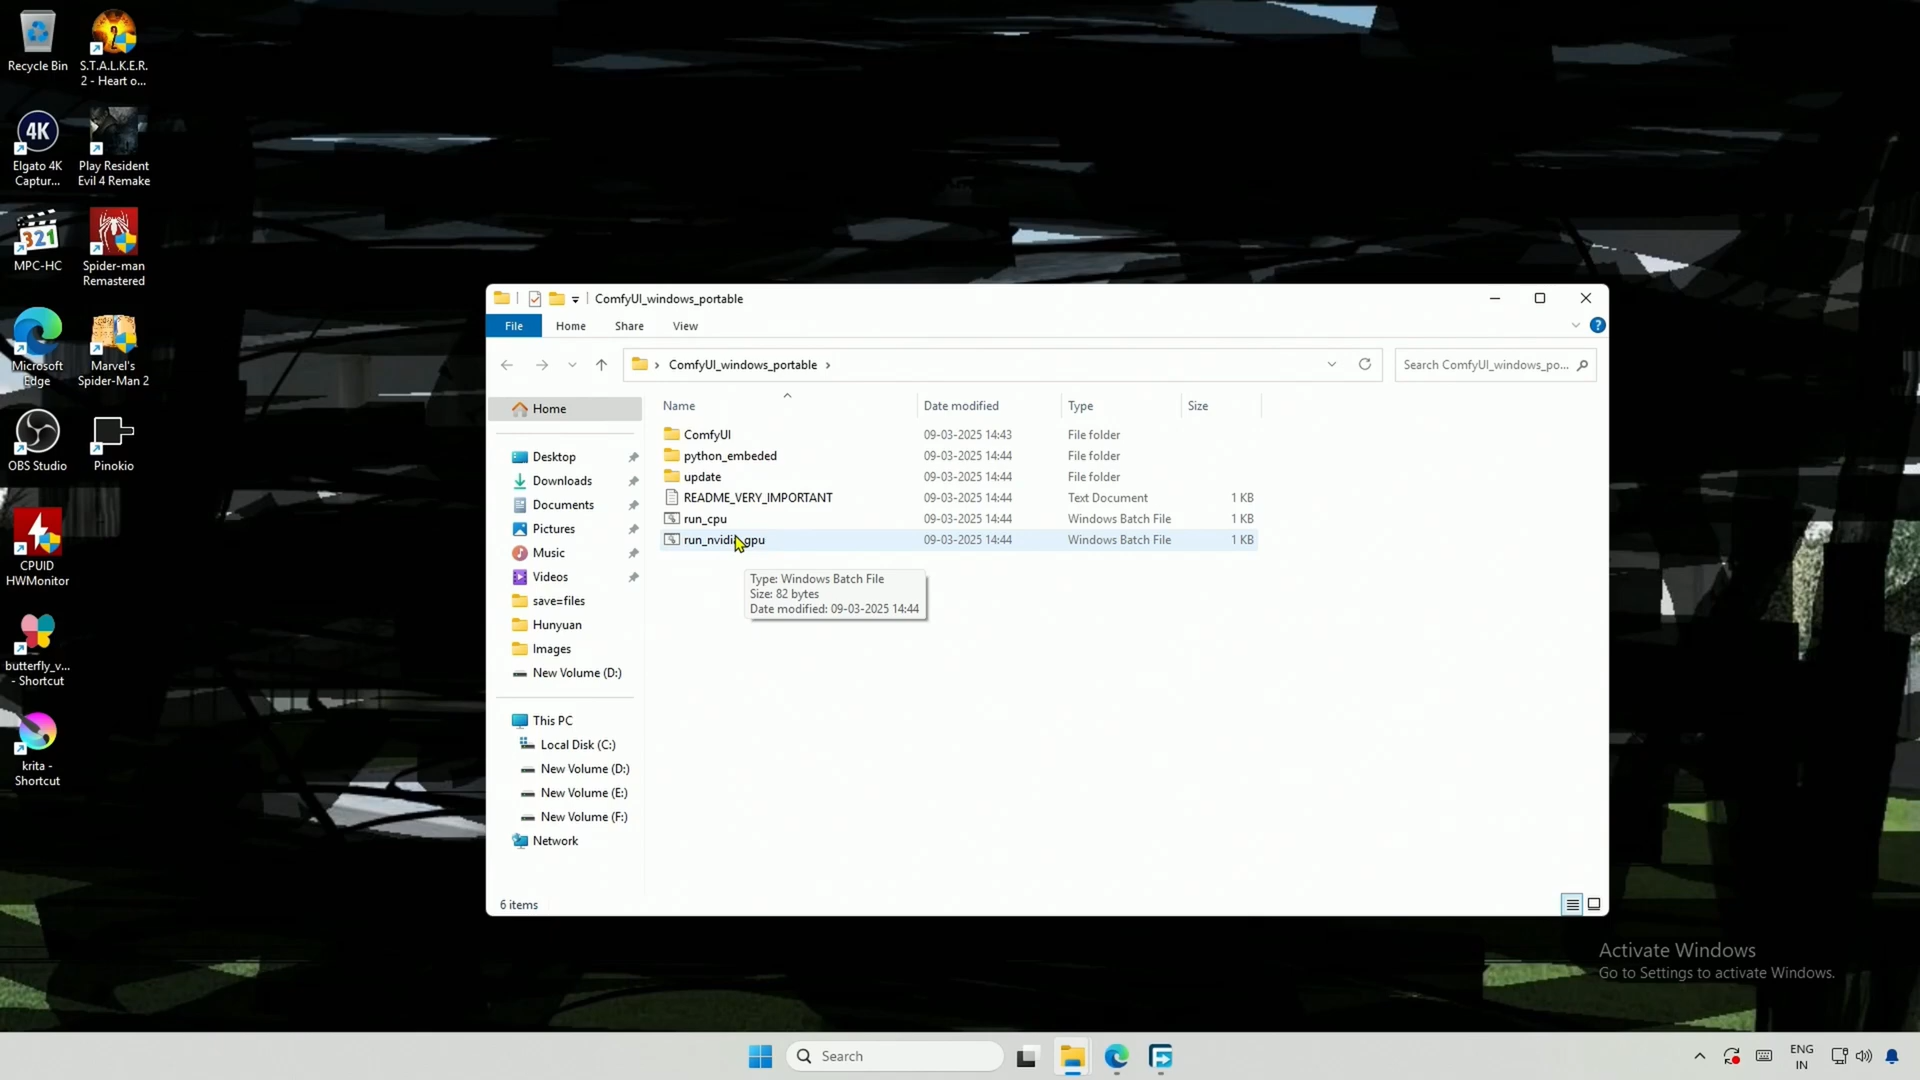 Recycle Bin
S.T.A.L.K.E.R.
2 - Heart o...
4K
Elgato 4K
Captur...
Play Resident
Evil 4 Remake
321
MPC-HC
Spider-man
Remastered
Microsoft
Edge
Marvel's
Spider-Man 2
OBS Studio
Pinokio
CPUID
HWMonitor
butterfly_v...
- Shortcut
krita -
Shortcut
ComfyUI_windows_portable
File Home Share View
ComfyUI_windows_portable
Search ComfyUI_windows_po...
Home
Desktop
Downloads
Documents
Pictures
Music
Videos
save=files
Hunyuan
Images
New Volume (D:)
This PC
Local Disk (C:)
New Volume (D:)
New Volume (E:)
New Volume (F:)
Network
Name Date modified Type Size
ComfyUI 09-03-2025 14:43 File folder
python_embeded 09-03-2025 14:44 File folder
update 09-03-2025 14:44 File folder
README_VERY_IMPORTANT 09-03-2025 14:44 Text Document 1 KB
run_cpu 09-03-2025 14:44 Windows Batch File 1 KB
run_nvidia_gpu 09-03-2025 14:44 Windows Batch File 1 KB
Type: Windows Batch File
Size: 82 bytes
Date modified: 09-03-2025 14:44
6 items
Activate Windows
Go to Settings to activate Windows.
Search
ENG
IN